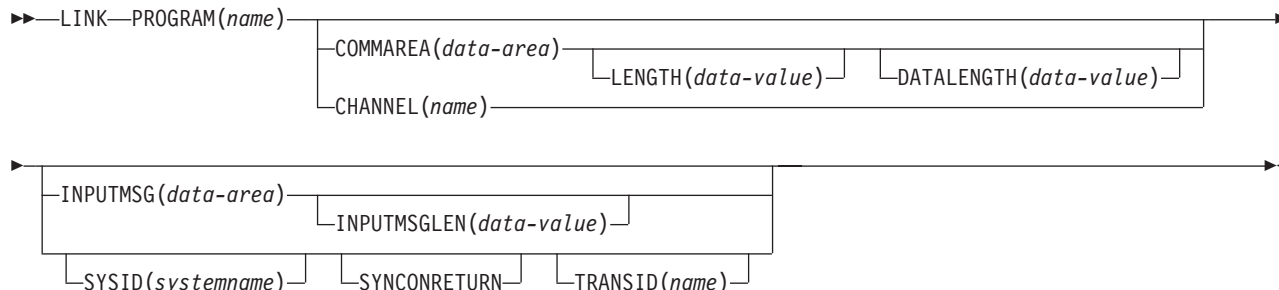 LINK PROGRAM(name)
COMMAREA(data-area)
LENGTH(data-value) DATALENGTH(data-value)
CHANNEL(name)
INPUTMSG(data-area)
INPUTMSGLEN(data-value)
SYSID(systemname) SYNCONRETURN TRANSID(name)